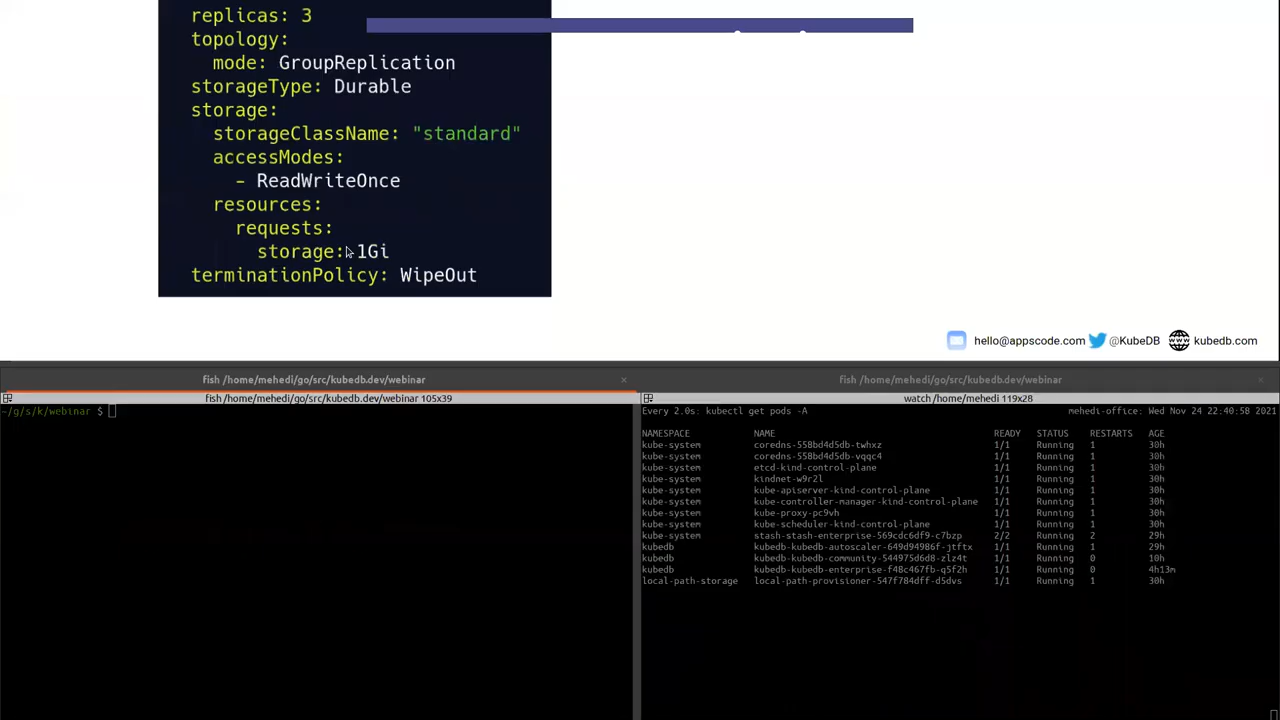 replicas: 3
topology:
mode: GroupReplication
storageType: Durable
storage:
storageClassName: "standard"
accessModes:
- ReadWriteOnce
resources:
requests:
storage: 1Gi
terminationPolicy: WipeOut
hello@appscode.com @KubeDB kubedb.com
fish /home/mehedi/go/src/kubedb.dev/webinar
fish /home/mehedi/go/src/kubedb.dev/webinar
fish /home/mehedi/go/src/kubedb.dev/webinar 105x39
watch /home/mehedi 119x28
~/g/s/k/webinar $
Every 2.0s: kubectl get pods -A mehedi-office: Wed Nov 24 22:40:58 2021
NAMESPACE NAME READY STATUS RESTARTS AGE
kube-system coredns-558bd4d5db-twhxz 1/1 Running 1 30h
kube-system coredns-558bd4d5db-vqqc4 1/1 Running 1 30h
kube-system etcd-kind-control-plane 1/1 Running 1 30h
kube-system kindnet-w9r2l 1/1 Running 1 30h
kube-system kube-apiserver-kind-control-plane 1/1 Running 1 30h
kube-system kube-controller-manager-kind-control-plane 1/1 Running 1 30h
kube-system kube-proxy-pc9vh 1/1 Running 1 30h
kube-system kube-scheduler-kind-control-plane 1/1 Running 1 30h
kube-system stash-stash-enterprise-569cdc6df9-c7bzp 2/2 Running 2 29h
kubedb kubedb-kubedb-autoscaler-649d94986f-jtftx 1/1 Running 1 29h
kubedb kubedb-kubedb-community-544975d6d8-zlz4t 1/1 Running 0 10h
kubedb kubedb-kubedb-enterprise-f48c467fb-q5f2h 1/1 Running 0 4h13m
local-path-storage local-path-provisioner-547f784dff-d5dvs 1/1 Running 1 30h